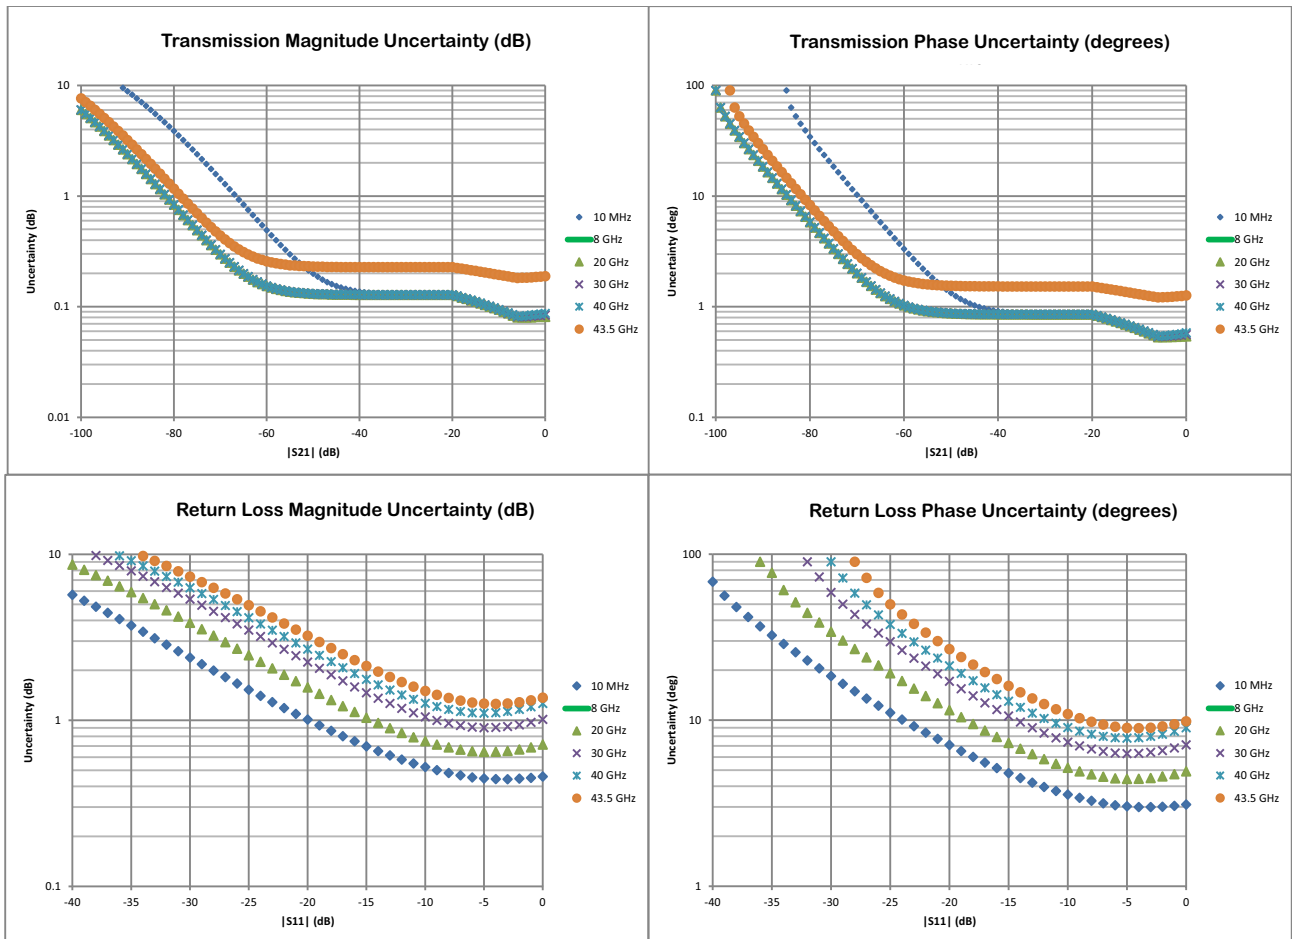 Transmission Magnitude Uncertainty (dB)
10
1
0.1
0.01
Uncertainty (dB)
-100
-80
-60
-40
-20
0
|S21| (dB)
10 MHz
8 GHz
20 GHz
30 GHz
40 GHz
43.5 GHz
Transmission Phase Uncertainty (degrees)
100
10
1
0.1
Uncertainty (deg)
-100
-80
-60
-40
-20
0
|S21| (dB)
10 MHz
8 GHz
20 GHz
30 GHz
40 GHz
43.5 GHz
Return Loss Magnitude Uncertainty (dB)
10
1
0.1
Uncertainty (dB)
-40
-35
-30
-25
-20
-15
-10
-5
0
|S11| (dB)
10 MHz
8 GHz
20 GHz
30 GHz
40 GHz
43.5 GHz
Return Loss Phase Uncertainty (degrees)
100
10
1
Uncertainty (deg)
-40
-35
-30
-25
-20
-15
-10
-5
0
|S11| (dB)
10 MHz
8 GHz
20 GHz
30 GHz
40 GHz
43.5 GHz